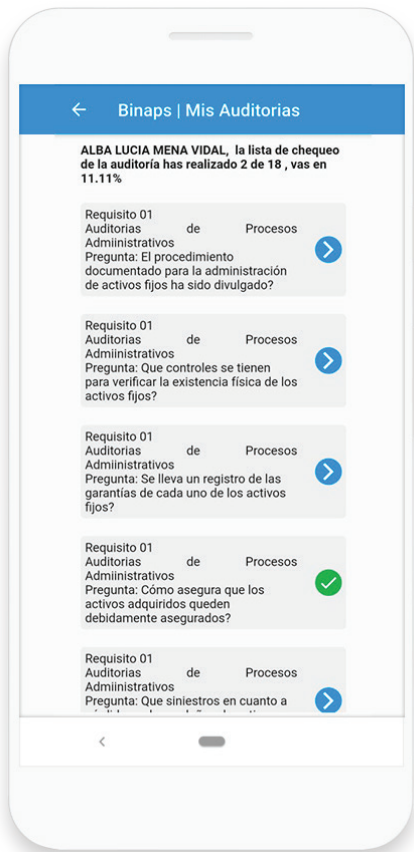 Binaps | Mis Auditorias
ALBA LUCIA MENA VIDAL, la lista de chequeo
de la auditoría has realizado 2 de 18 , vas en
11.11%
Requisito 01
Auditorias de Procesos
Admiinistrativos
Pregunta: El procedimiento
documentado para la administración
de activos fijos ha sido divulgado?
Requisito 01
Auditorias de Procesos
Admiinistrativos
Pregunta: Que controles se tienen
para verificar la existencia física de los
activos fijos?
Requisito 01
Auditorias de Procesos
Admiinistrativos
Pregunta: Se lleva un registro de las
garantías de cada uno de los activos
fijos?
Requisito 01
Auditorias de Procesos
Admiinistrativos
Pregunta: Cómo asegura que los
activos adquiridos queden
debidamente asegurados?
Requisito 01
Auditorias de Procesos
Admiinistrativos
Pregunta: Que siniestros en cuanto a